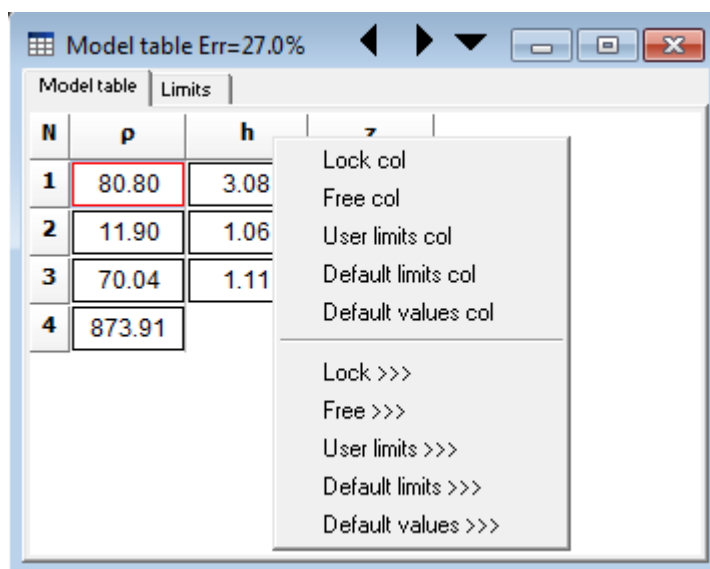 Model table Err=27.0%
Model table Limits
N ρ h z
1 80.80 3.08
2 11.90 1.06
3 70.04 1.11
4 873.91
Lock col
Free col
User limits col
Default limits col
Default values col
Lock >>>
Free >>>
User limits >>>
Default limits >>>
Default values >>>